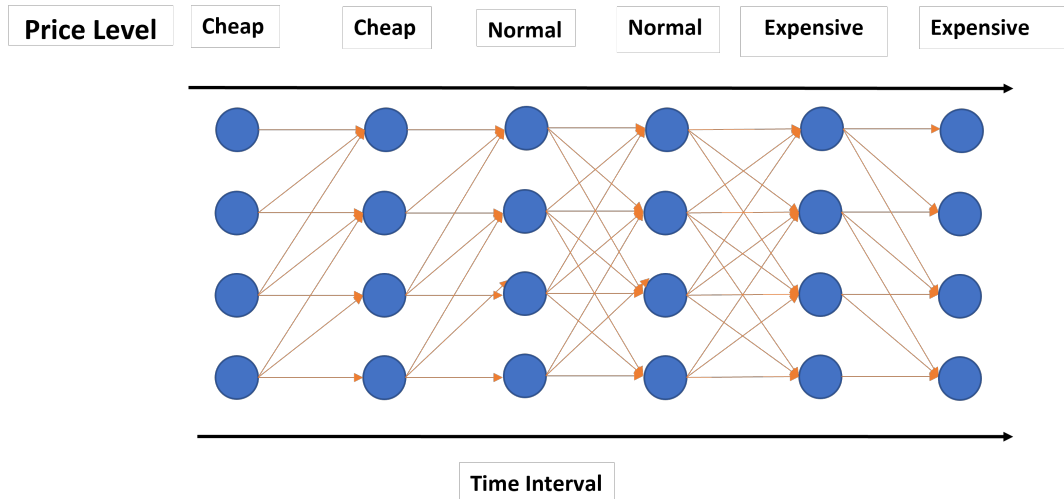 Price Level
Cheap
Cheap
Normal
Normal
Expensive
Expensive
Time Interval